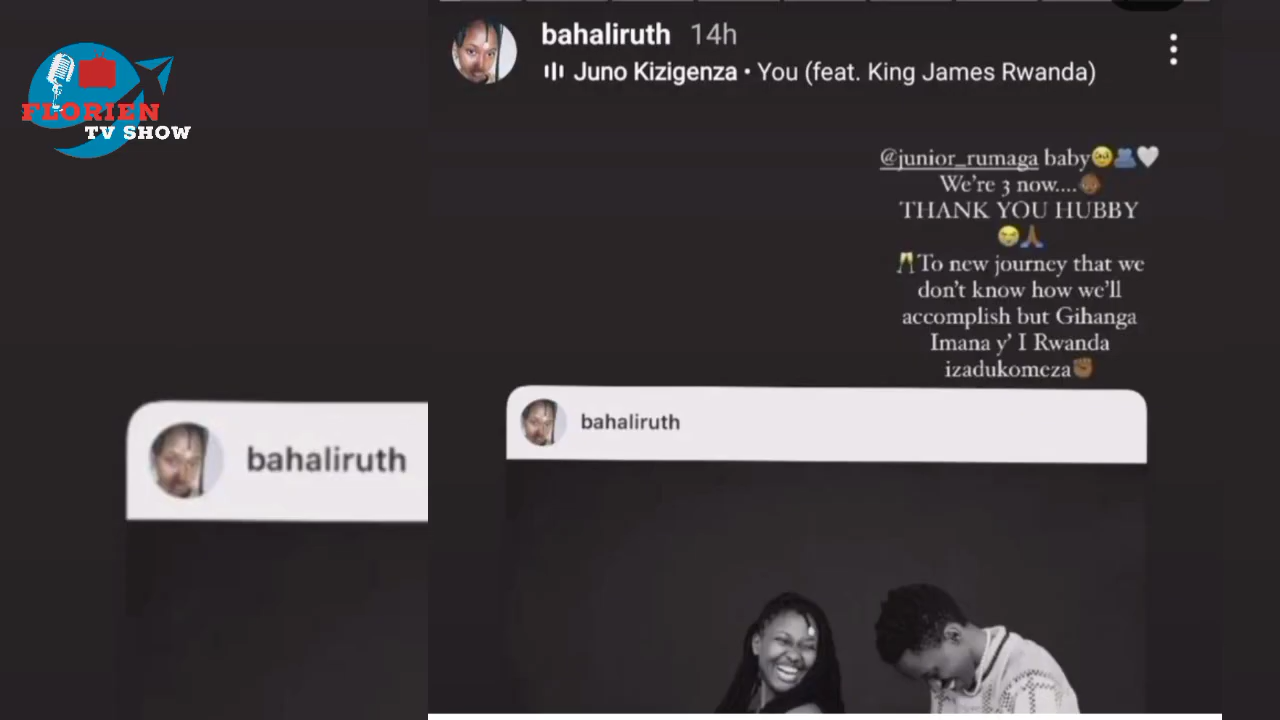 FLORIEN
TV SHOW
bahaliruth 14h
Juno Kizigenza • You (feat. King James Rwanda)
@junior_rumaga baby🥹🫂🤍
We're 3 now....👶🏾
THANK YOU HUBBY
😭🙏🏾
🥂To new journey that we
don't know how we'll
accomplish but Gihanga
Imana y' I Rwanda
izadukomeza✊🏾
bahaliruth
bahaliruth